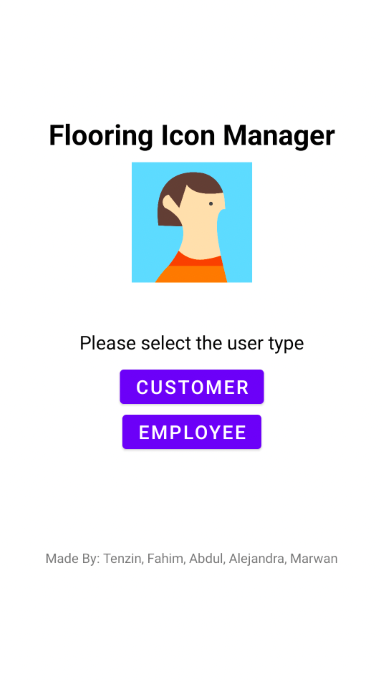 Flooring Icon Manager
Please select the user type
CUSTOMER
EMPLOYEE
Made By: Tenzin, Fahim, Abdul, Alejandra, Marwan